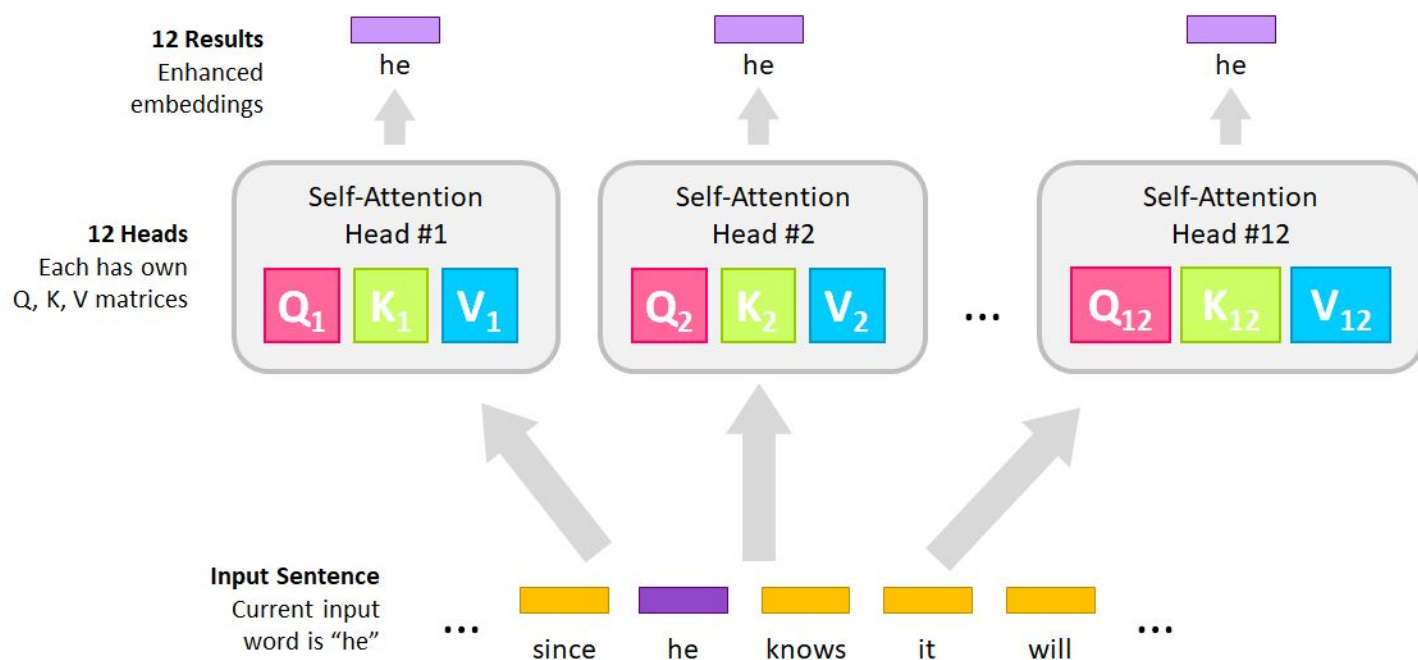 12 Results
Enhanced
embeddings
he
he
he
12 Heads
Each has own
Q, K, V matrices
Self-Attention
Head #1
Q₁ K₁ V₁
Self-Attention
Head #2
Q₂ K₂ V₂
...
Self-Attention
Head #12
Q₁₂ K₁₂ V₁₂
Input Sentence
Current input
word is “he”
... since he knows it will ...